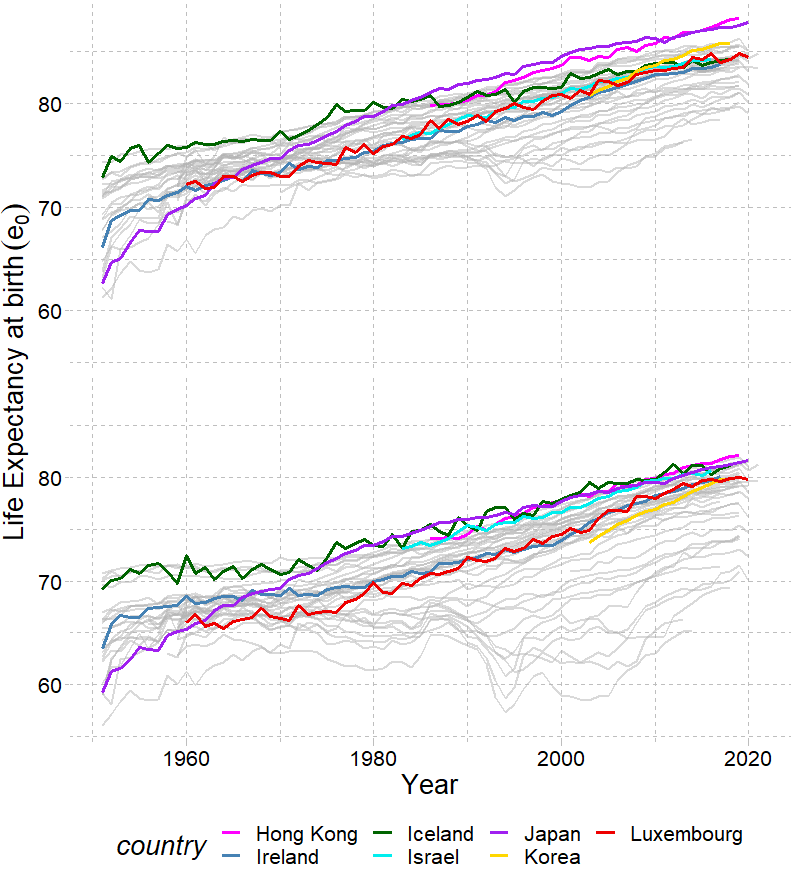 Life Expectancy at birth (e₀)
80
70
60
80
70
60
1960 1980 2000 2020
Year
country Hong Kong Iceland Japan Luxembourg
Ireland Israel Korea